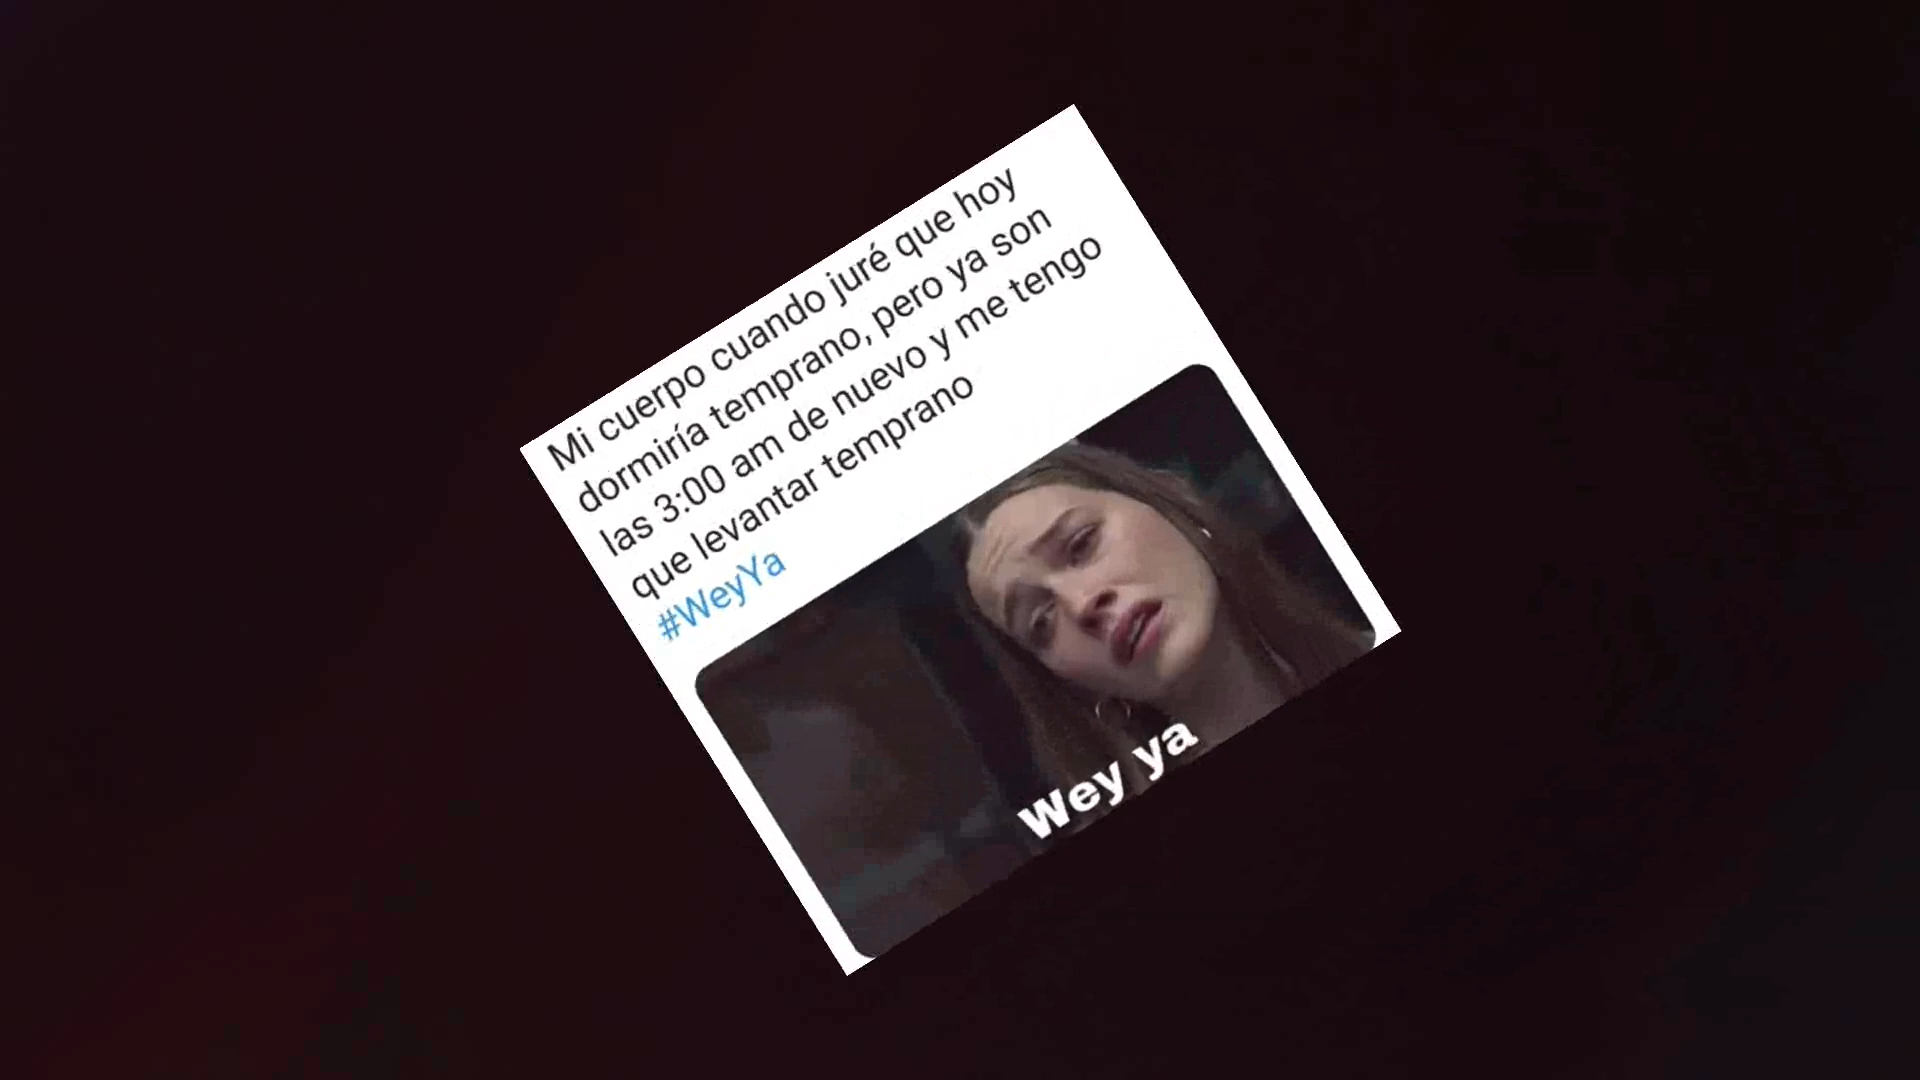 Mi cuerpo cuando juré que hoy
dormiría temprano, pero ya son
las 3:00 am de nuevo y me tengo
que levantar temprano
#WeyYa
Wey ya